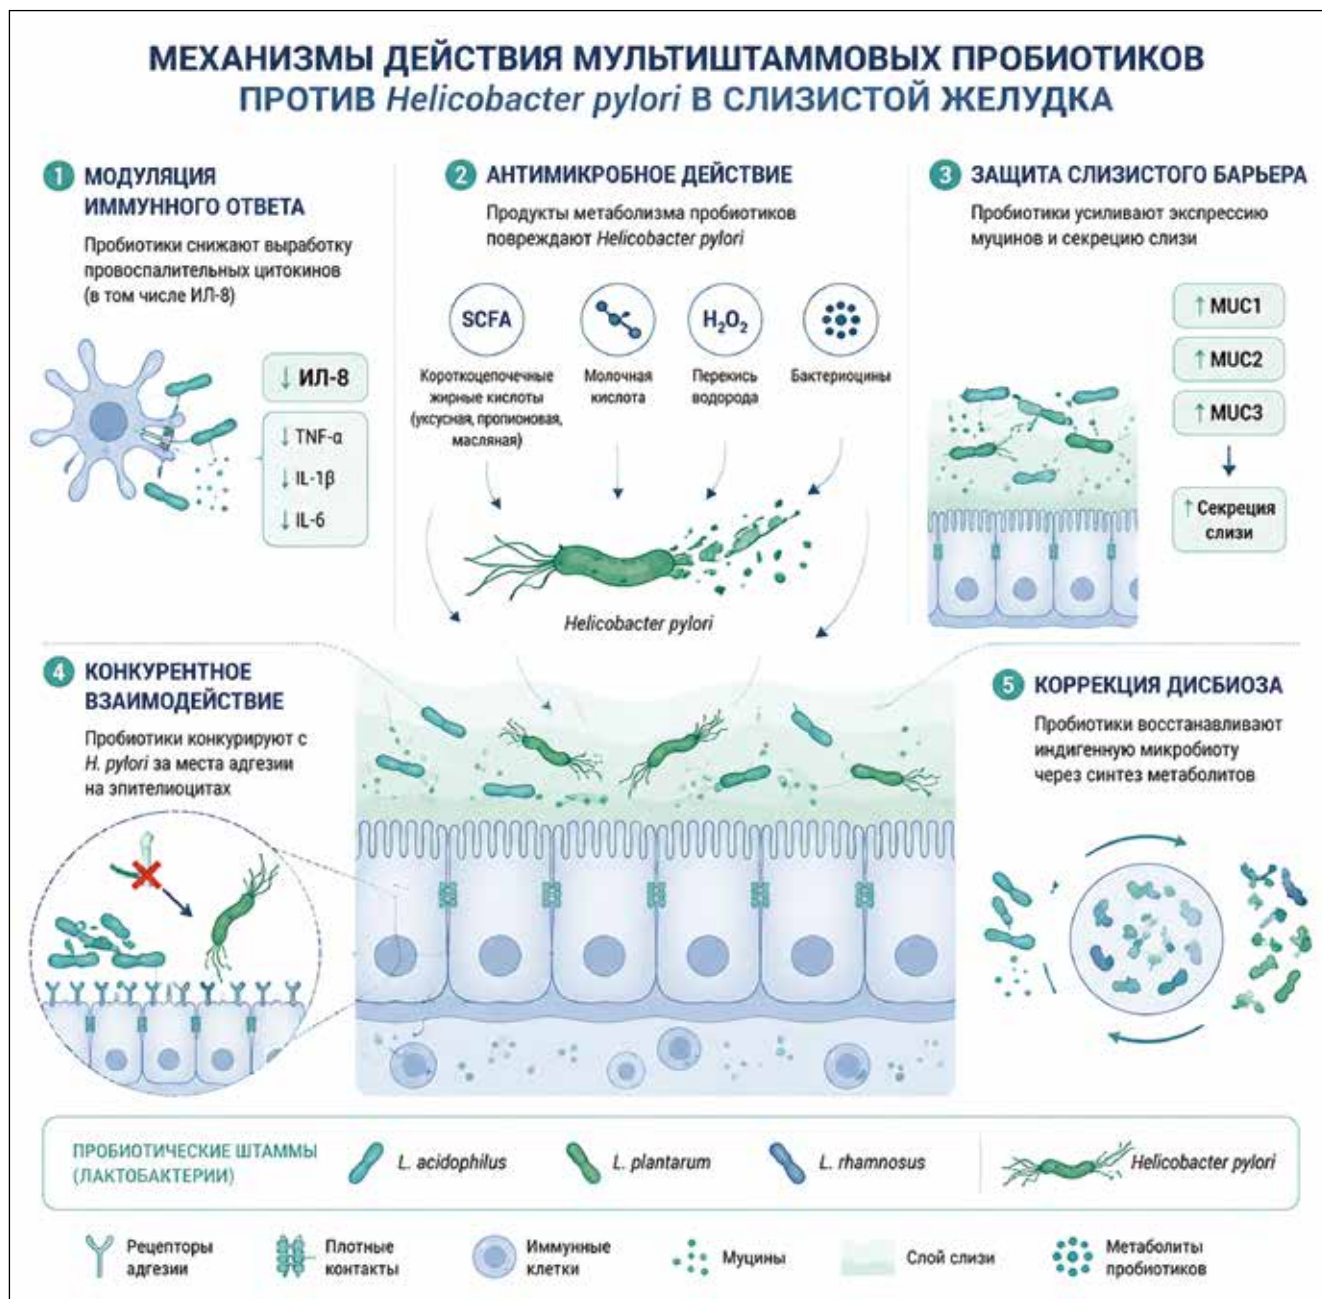 МЕХАНИЗМЫ ДЕЙСТВИЯ МУЛЬТИШТАММОВЫХ ПРОБИОТИКОВ
ПРОТИВ Helicobacter pylori В СЛИЗИСТОЙ ЖЕЛУДКА
1 МОДУЛЯЦИЯ
ИММУННОГО ОТВЕТА
Пробиотики снижают выработку
провоспалительных цитокинов
(в том числе ИЛ-8)
↓ ИЛ-8
↓ TNF-α
↓ IL-1β
↓ IL-6
2 АНТИМИКРОБНОЕ ДЕЙСТВИЕ
Продукты метаболизма пробиотиков
повреждают Helicobacter pylori
SCFA
Короткоцепочечные
жирные кислоты
(уксусная, пропионовая,
масляная)
Молочная
кислота
H₂O₂
Перекись
водорода
Бактериоцины
Helicobacter pylori
3 ЗАЩИТА СЛИЗИСТОГО БАРЬЕРА
Пробиотики усиливают экспрессию
муцинов и секрецию слизи
↑ MUC1
↑ MUC2
↑ MUC3
↑ Секреция
слизи
4 КОНКУРЕНТНОЕ
ВЗАИМОДЕЙСТВИЕ
Пробиотики конкурируют с
H. pylori за места адгезии
на эпителиоцитах
5 КОРРЕКЦИЯ ДИСБИОЗА
Пробиотики восстанавливают
индигенную микробиоту
через синтез метаболитов
ПРОБИОТИЧЕСКИЕ ШТАММЫ
(ЛАКТОБАКТЕРИИ)
L. acidophilus
L. plantarum
L. rhamnosus
Helicobacter pylori
Рецепторы
адгезии
Плотные
контакты
Иммунные
клетки
Муцины
Слой слизи
Метаболиты
пробиотиков